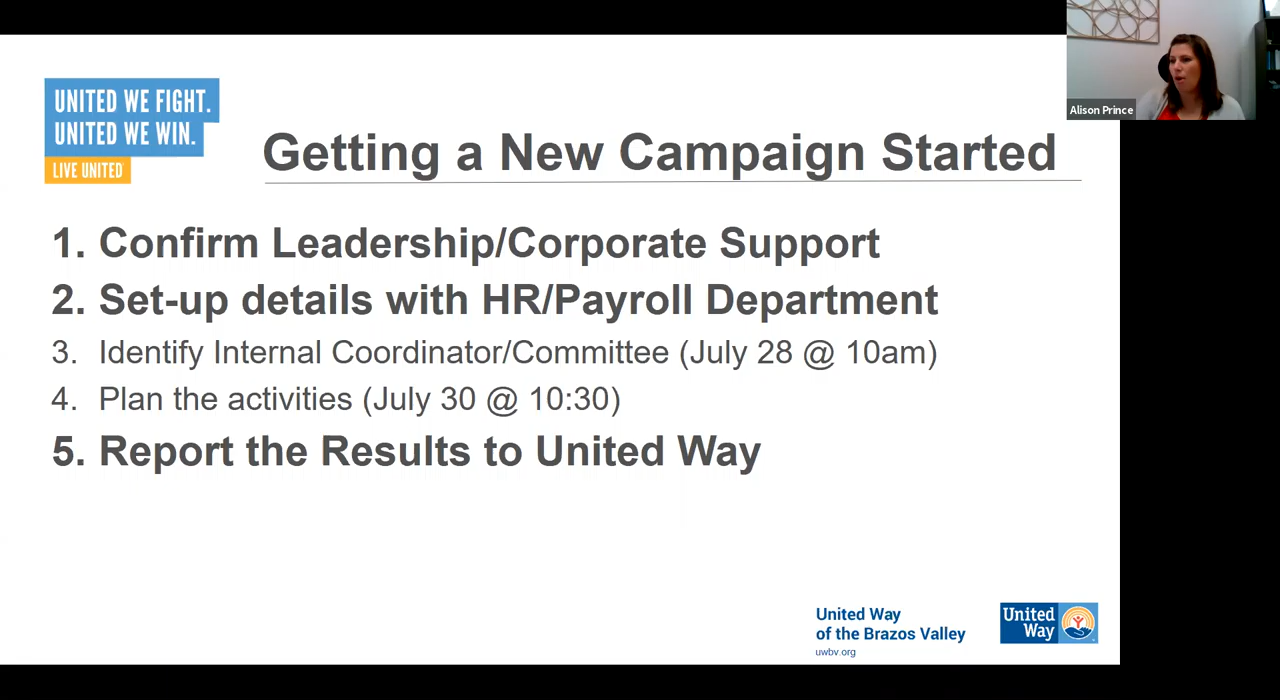 Alison Prince
UNITED WE FIGHT.
UNITED WE WIN.
LIVE UNITED
Getting a New Campaign Started
1. Confirm Leadership/Corporate Support
2. Set-up details with HR/Payroll Department
3. Identify Internal Coordinator/Committee (July 28 @ 10am)
4. Plan the activities (July 30 @ 10:30)
5. Report the Results to United Way
United Way
of the Brazos Valley
uwbv.org
United
Way